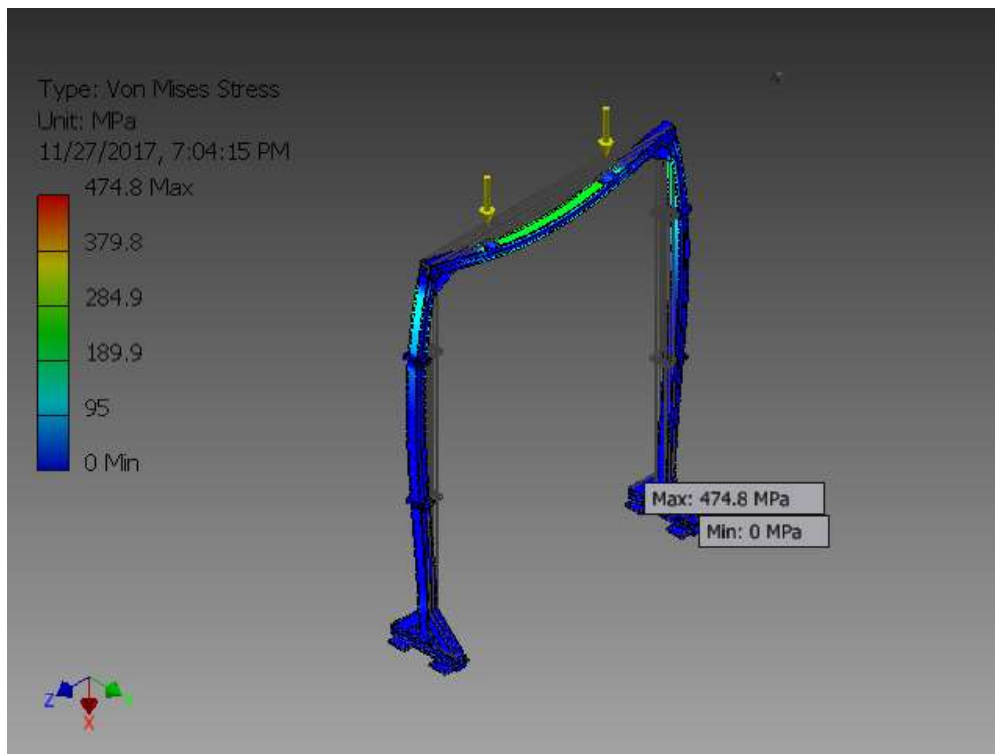 Type: Von Mises Stress
Unit: MPa
11/27/2017, 7:04:15 PM
474.8 Max
379.8
284.9
189.9
95
0 Min
Max: 474.8 MPa
Min: 0 MPa
Z
Y
X